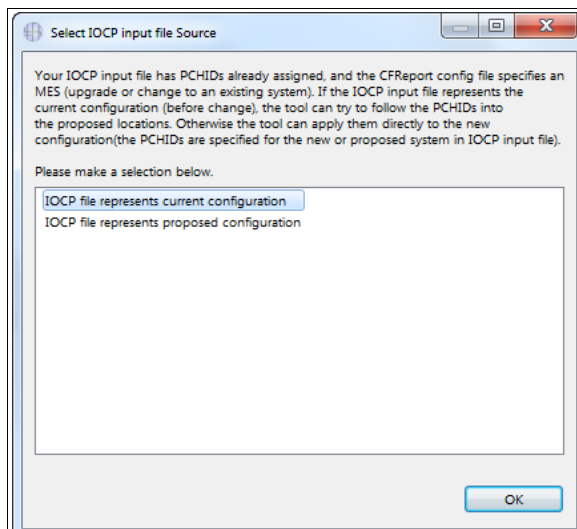 Select IOCP input file Source
Your IOCP input file has PCHIDs already assigned, and the CFReport config file specifies an
MES (upgrade or change to an existing system). If the IOCP input file represents the
current configuration (before change), the tool can try to follow the PCHIDs into
the proposed locations. Otherwise the tool can apply them directly to the new
configuration(the PCHIDs are specified for the new or proposed system in IOCP input file).
Please make a selection below.
IOCP file represents current configuration
IOCP file represents proposed configuration
OK